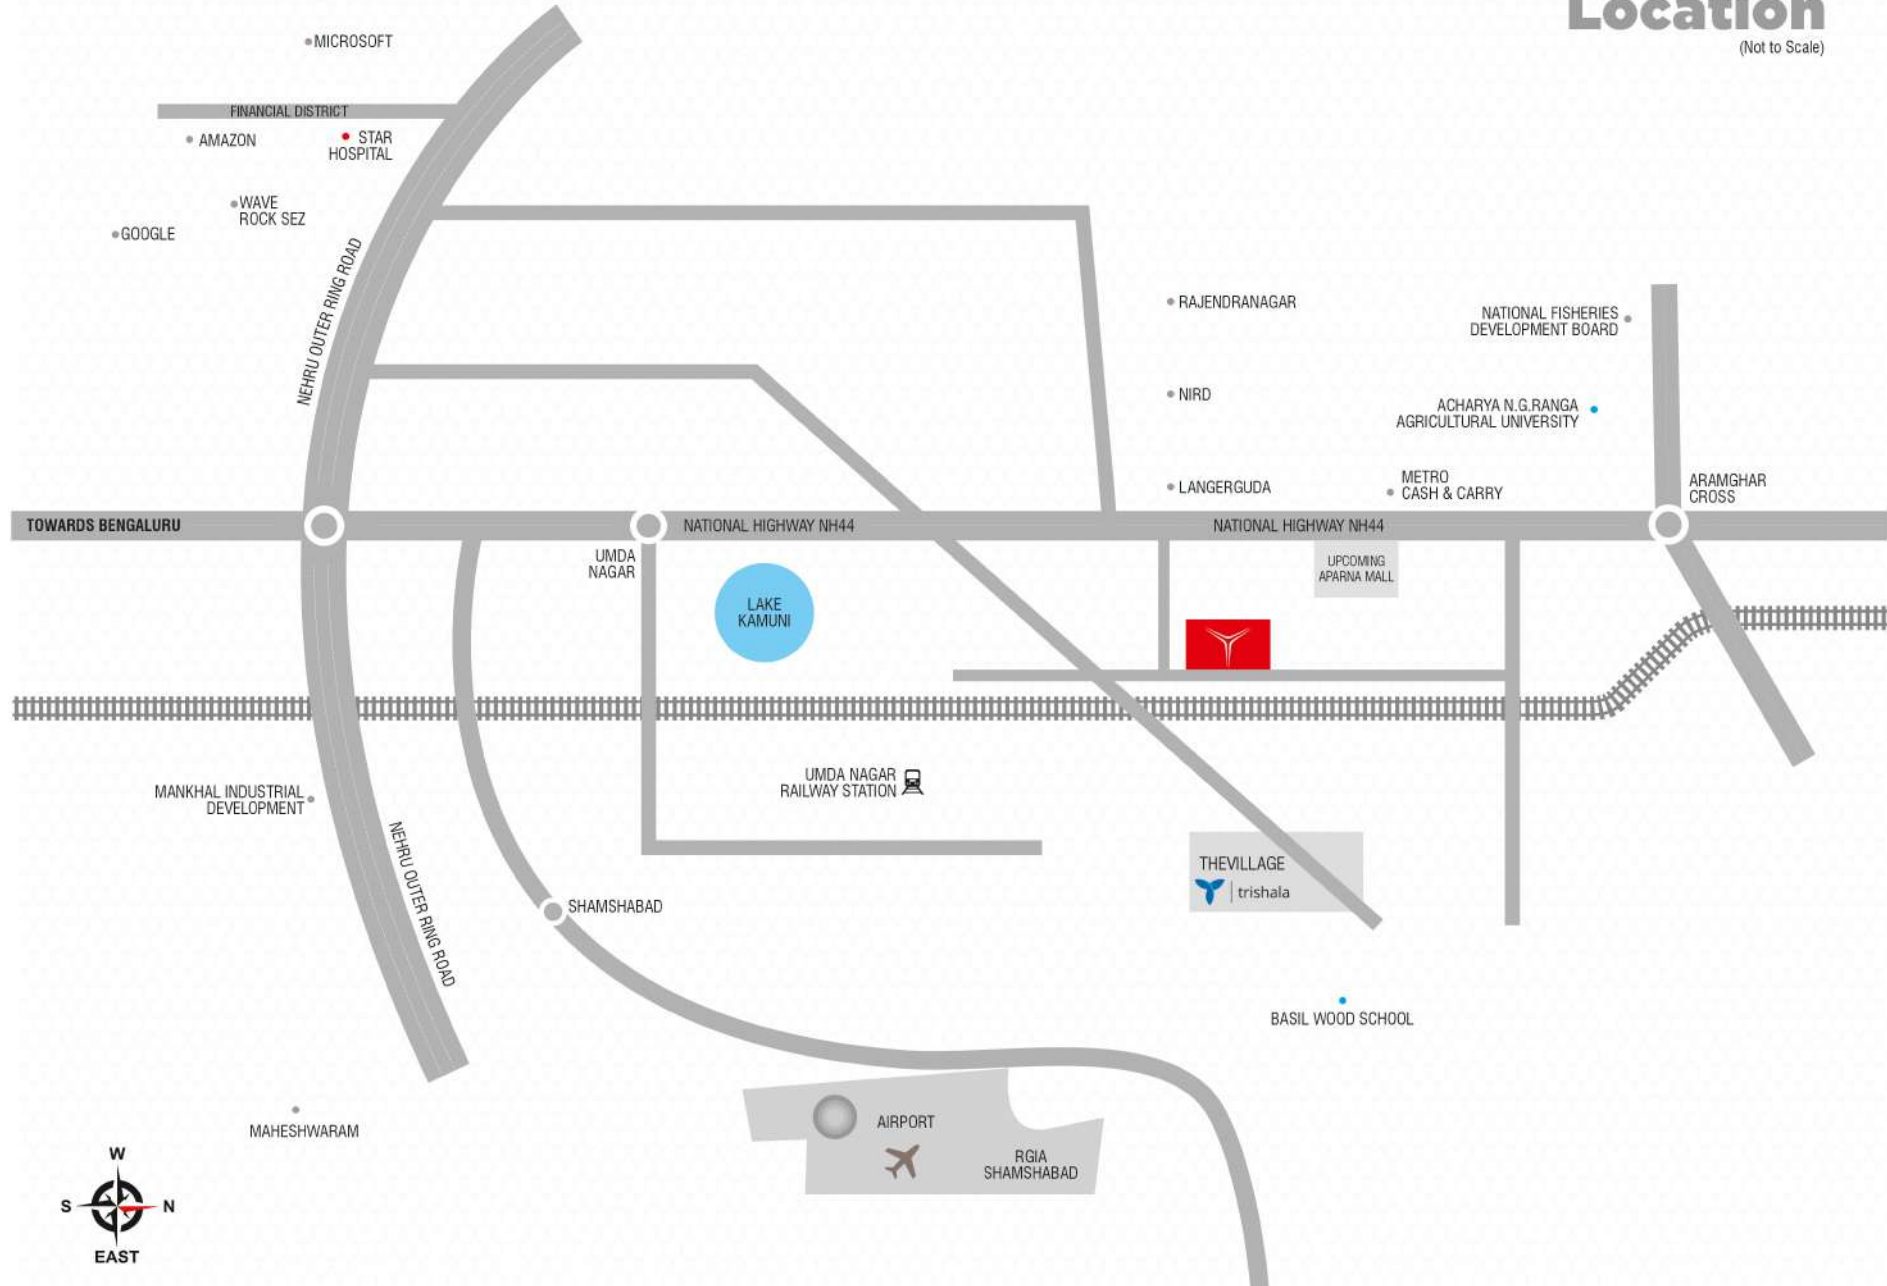 Location
(Not to Scale)
MICROSOFT
FINANCIAL DISTRICT
AMAZON
STAR
HOSPITAL
WAVE
ROCK SEZ
GOOGLE
NEHRU OUTER RING ROAD
RAJENDRANAGAR
NATIONAL FISHERIES
DEVELOPMENT BOARD
NIRD
ACHARYA N.G.RANGA
AGRICULTURAL UNIVERSITY
LANGERGUDA
METRO
CASH & CARRY
ARAMGHAR
CROSS
TOWARDS BENGALURU
NATIONAL HIGHWAY NH44
NATIONAL HIGHWAY NH44
UMDA
NAGAR
UPCOMING
APARNA MALL
LAKE
KAMUNI
UMDA NAGAR
RAILWAY STATION
MANKHAL INDUSTRIAL
DEVELOPMENT
NEHRU OUTER RING ROAD
THEVILLAGE
trishala
SHAMSHABAD
BASIL WOOD SCHOOL
MAHESHWARAM
AIRPORT
RGIA
SHAMSHABAD
W
S
N
EAST